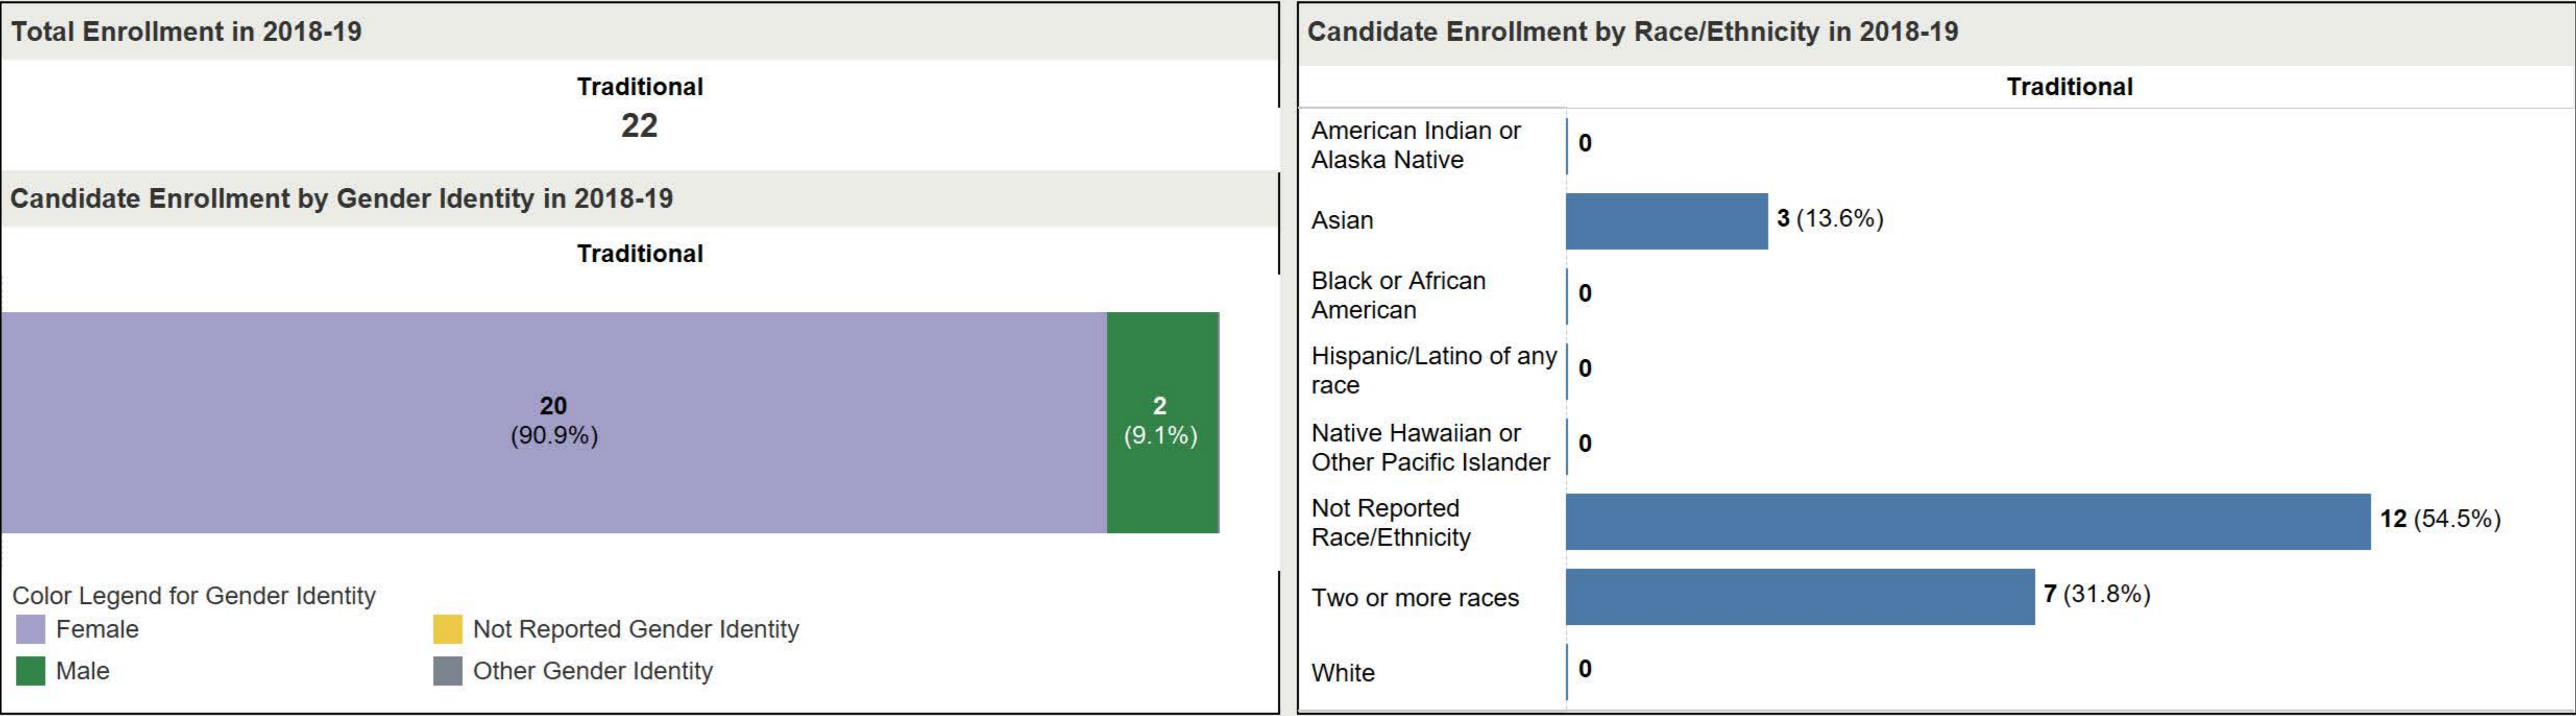 Total Enrollment in 2018-19
Traditional
22
Candidate Enrollment by Gender Identity in 2018-19
Traditional
20
(90.9%)
2
(9.1%)
Color Legend for Gender Identity
Female
Not Reported Gender Identity
Male
Other Gender Identity
Candidate Enrollment by Race/Ethnicity in 2018-19
Traditional
American Indian or
Alaska Native
0
Asian
3 (13.6%)
Black or African
American
0
Hispanic/Latino of any
race
0
Native Hawaiian or
Other Pacific Islander
0
Not Reported
Race/Ethnicity
12 (54.5%)
Two or more races
7 (31.8%)
White
0